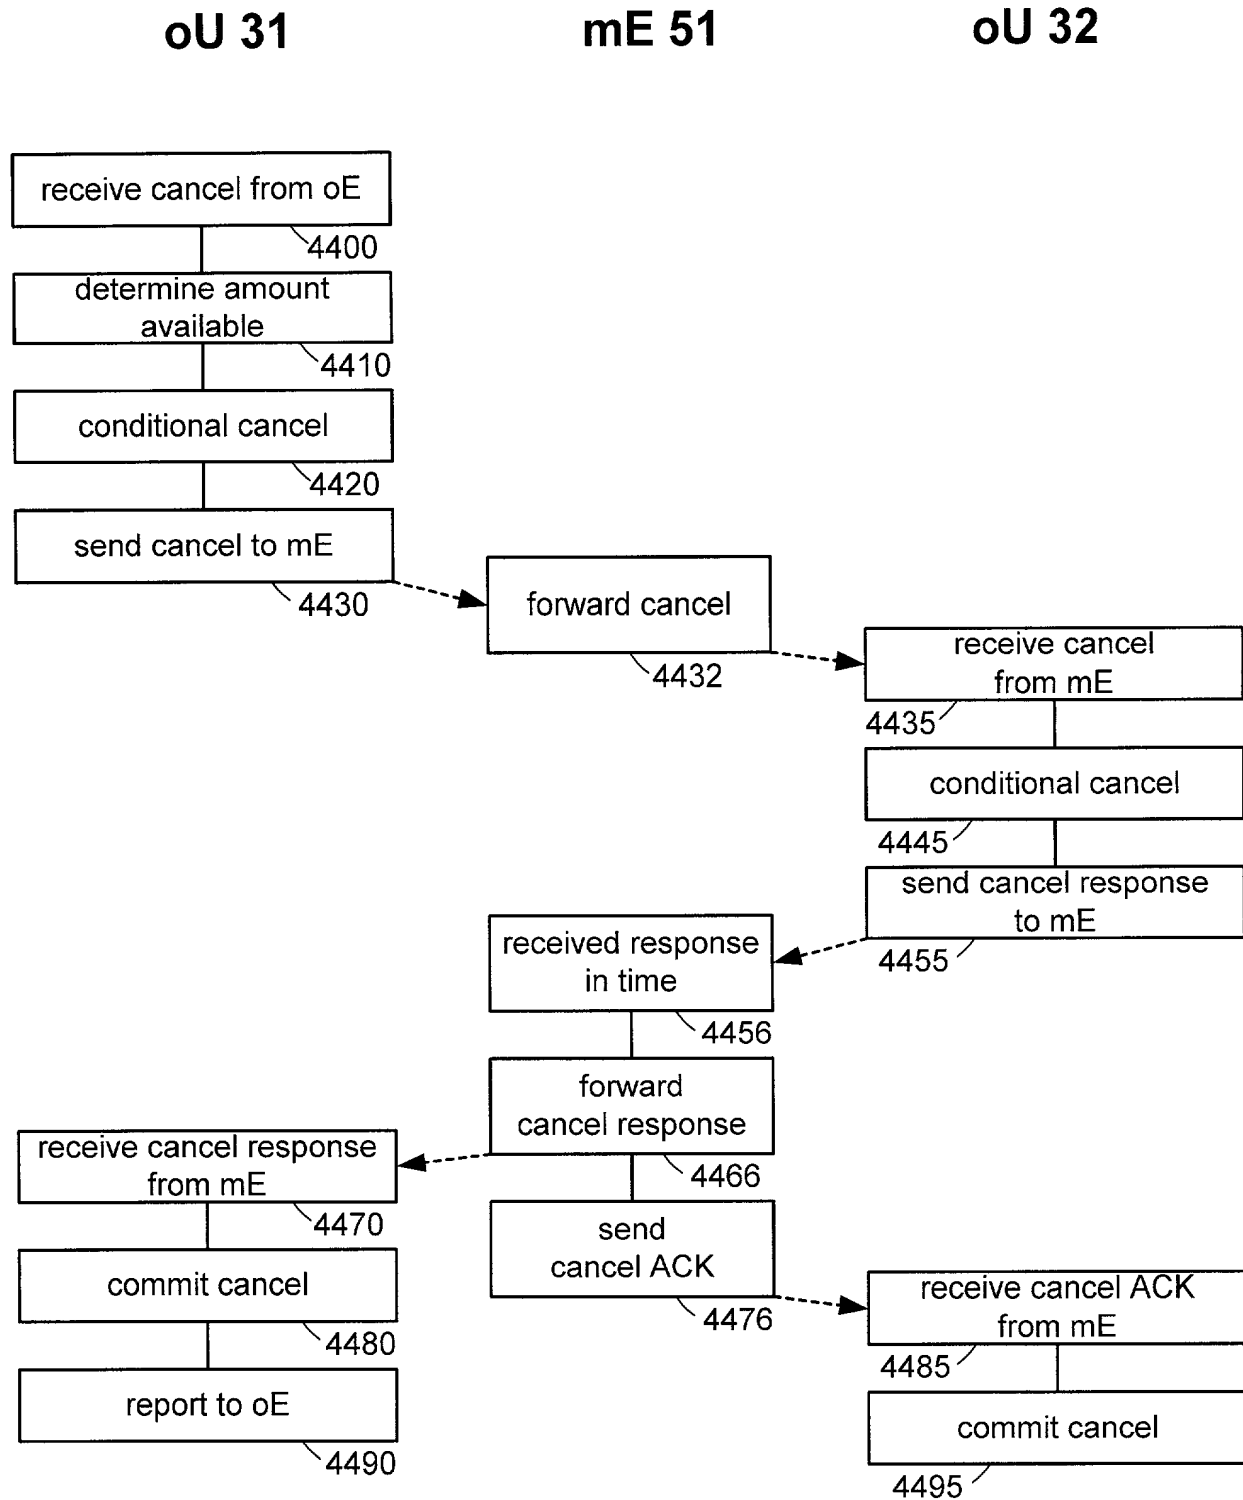 oU 31
mE 51
oU 32
receive cancel from oE
4400
determine amount
available
4410
conditional cancel
4420
send cancel to mE
4430
forward cancel
4432
receive cancel
from mE
4435
conditional cancel
4445
send cancel response
to mE
4455
received response
in time
4456
forward
cancel response
4466
receive cancel response
from mE
4470
send
cancel ACK
4476
commit cancel
4480
receive cancel ACK
from mE
4485
report to oE
4490
commit cancel
4495